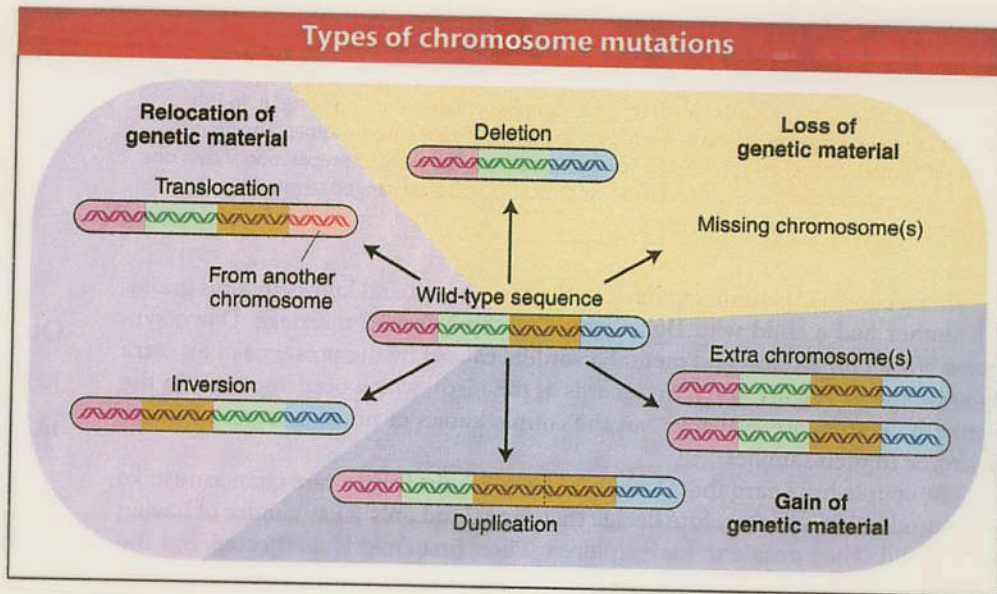 Types of chromosome mutations
Relocation of
genetic material
Translocation
From another
chromosome
Inversion
Deletion
Wild-type sequence
Duplication
Loss of
genetic material
Missing chromosome(s)
Extra chromosome(s)
Gain of
genetic material